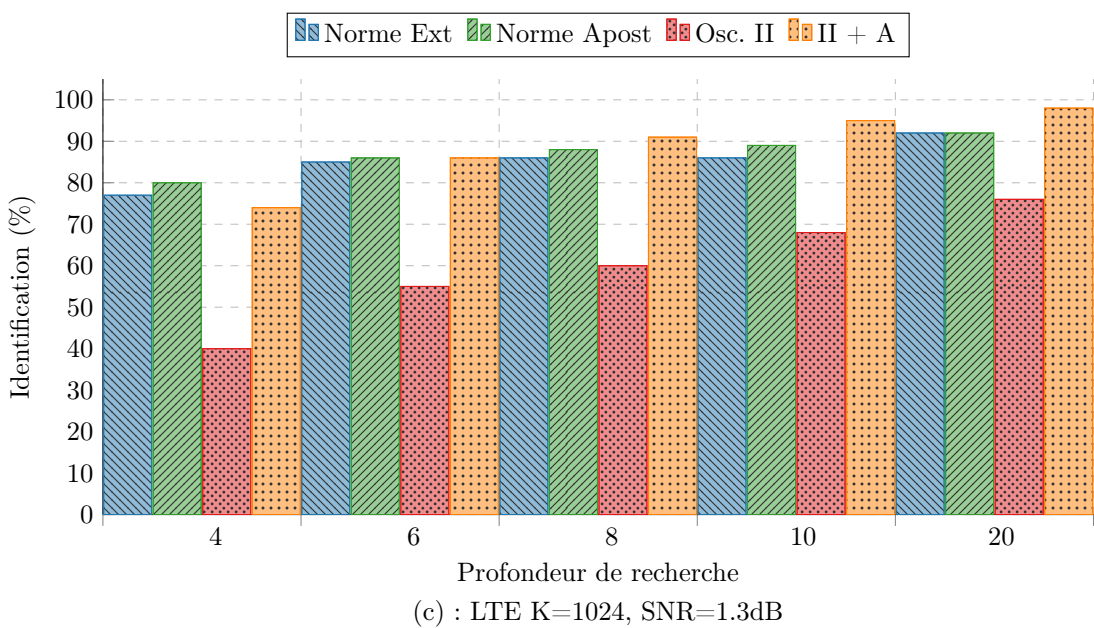 Norme Ext Norme Apost Osc. II II + A
Identification (%)
100
90
80
70
60
50
40
30
20
10
0
4 6 8 10 20
Profondeur de recherche
(c) : LTE K=1024, SNR=1.3dB